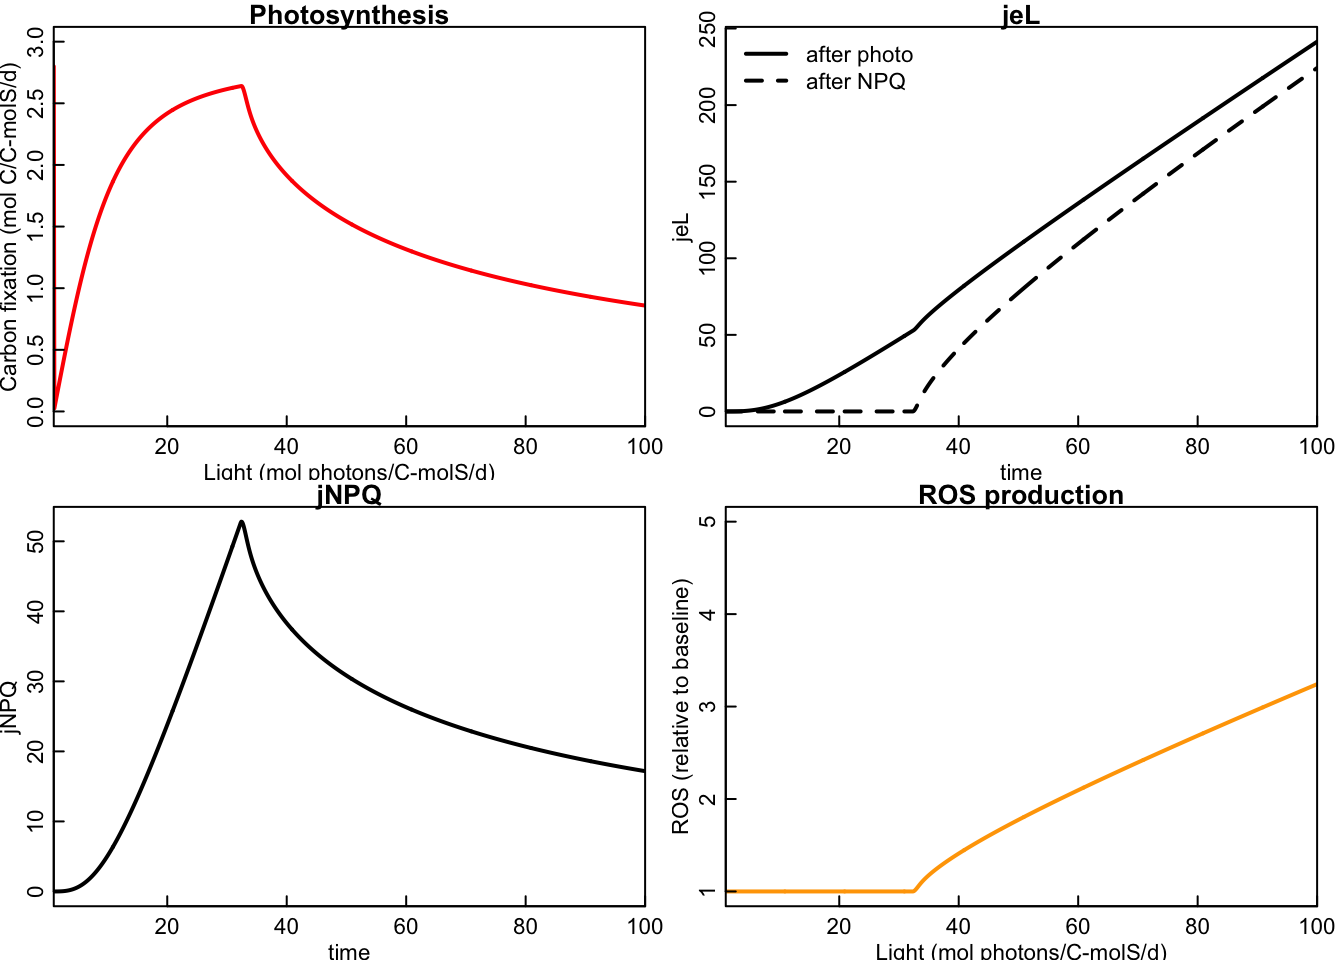 Photosynthesis
Carbon fixation (mol C/C-molS/d)
3.0
2.5
2.0
1.5
1.0
0.5
0.0
20 40 60 80 100
Light (mol photons/C-molS/d)
jeL
after photo
after NPQ
jeL
250
200
150
100
50
0
20 40 60 80 100
time
jNPQ
jNPQ
50
40
30
20
10
0
20 40 60 80 100
time
ROS production
ROS (relative to baseline)
5
4
3
2
1
20 40 60 80 100
Light (mol photons/C-molS/d)